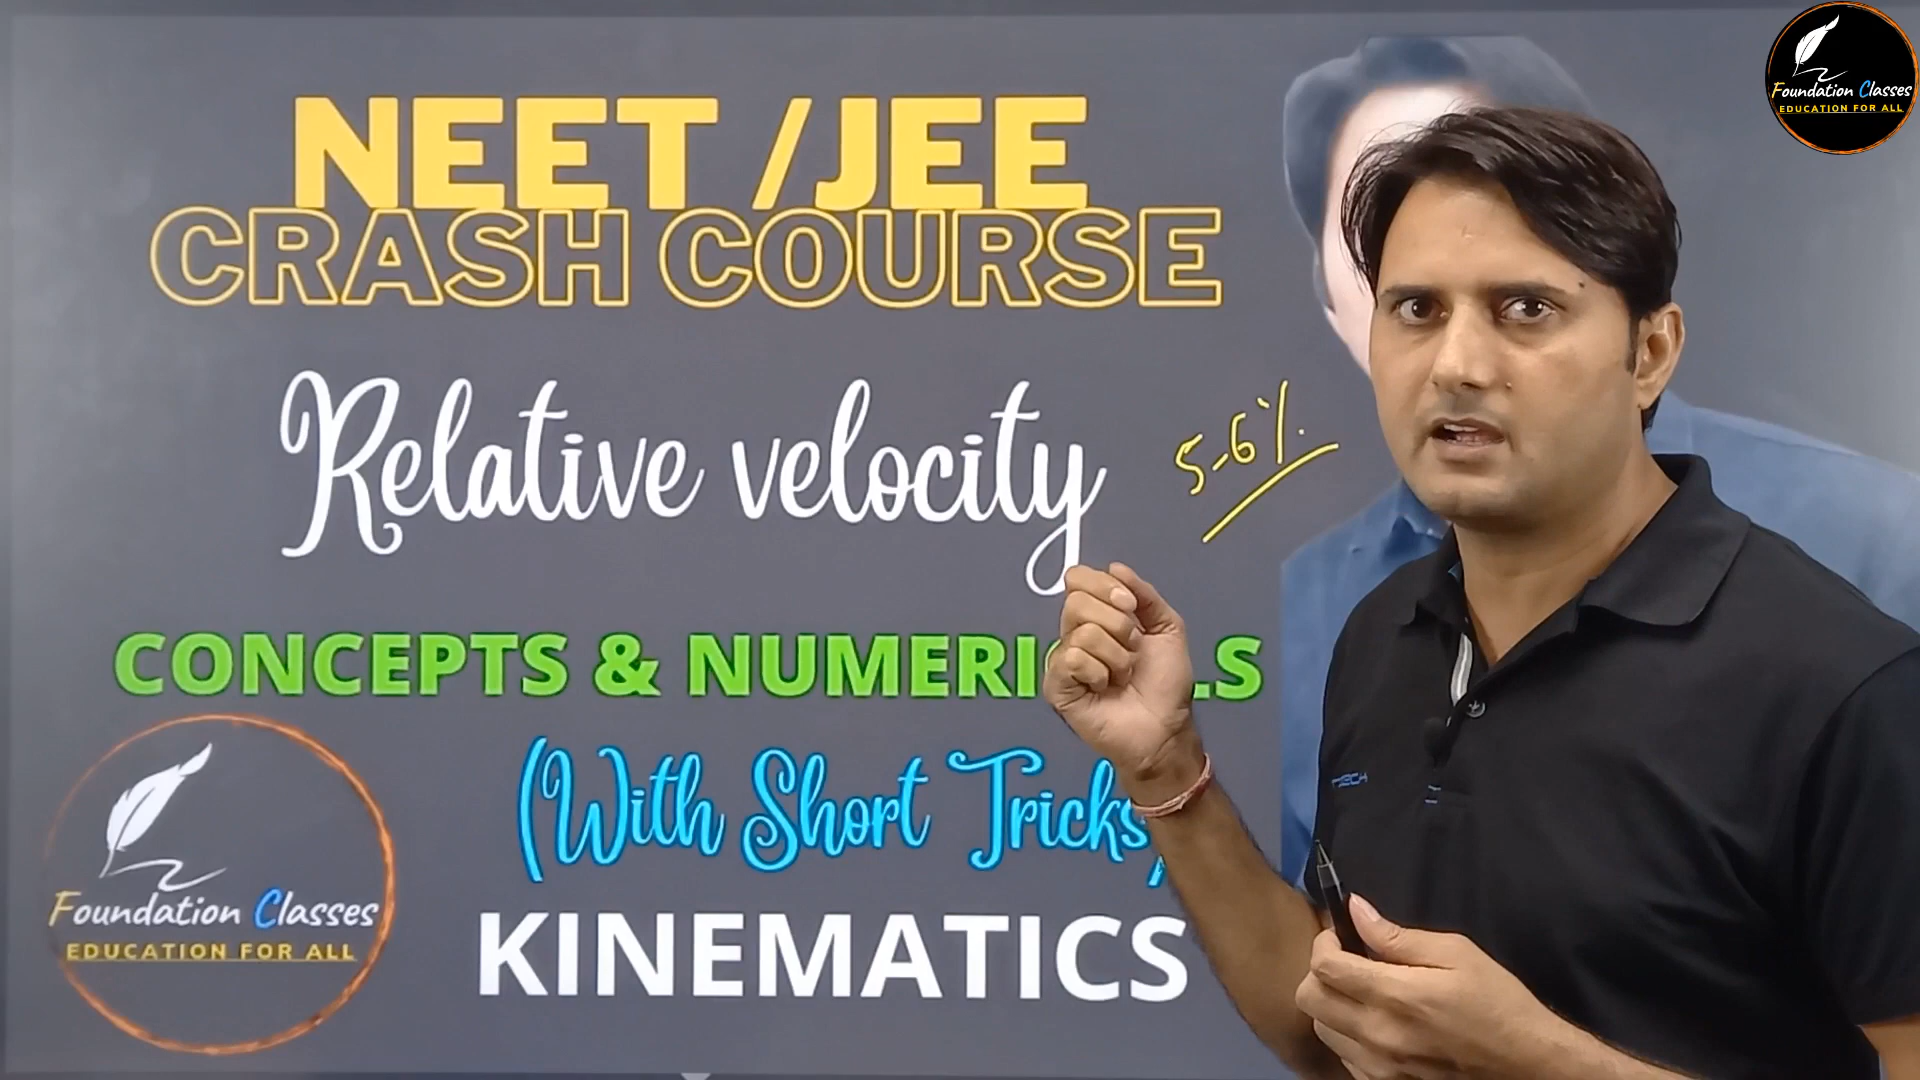 NEET /JEE
CRASH COURSE
Relative velocity
5-6%.
CONCEPTS & NUMERI LS
(With Short Tricks)
KINEMATICS
Foundation Classes
EDUCATION FOR ALL
Foundation Classes
EDUCATION FOR ALL